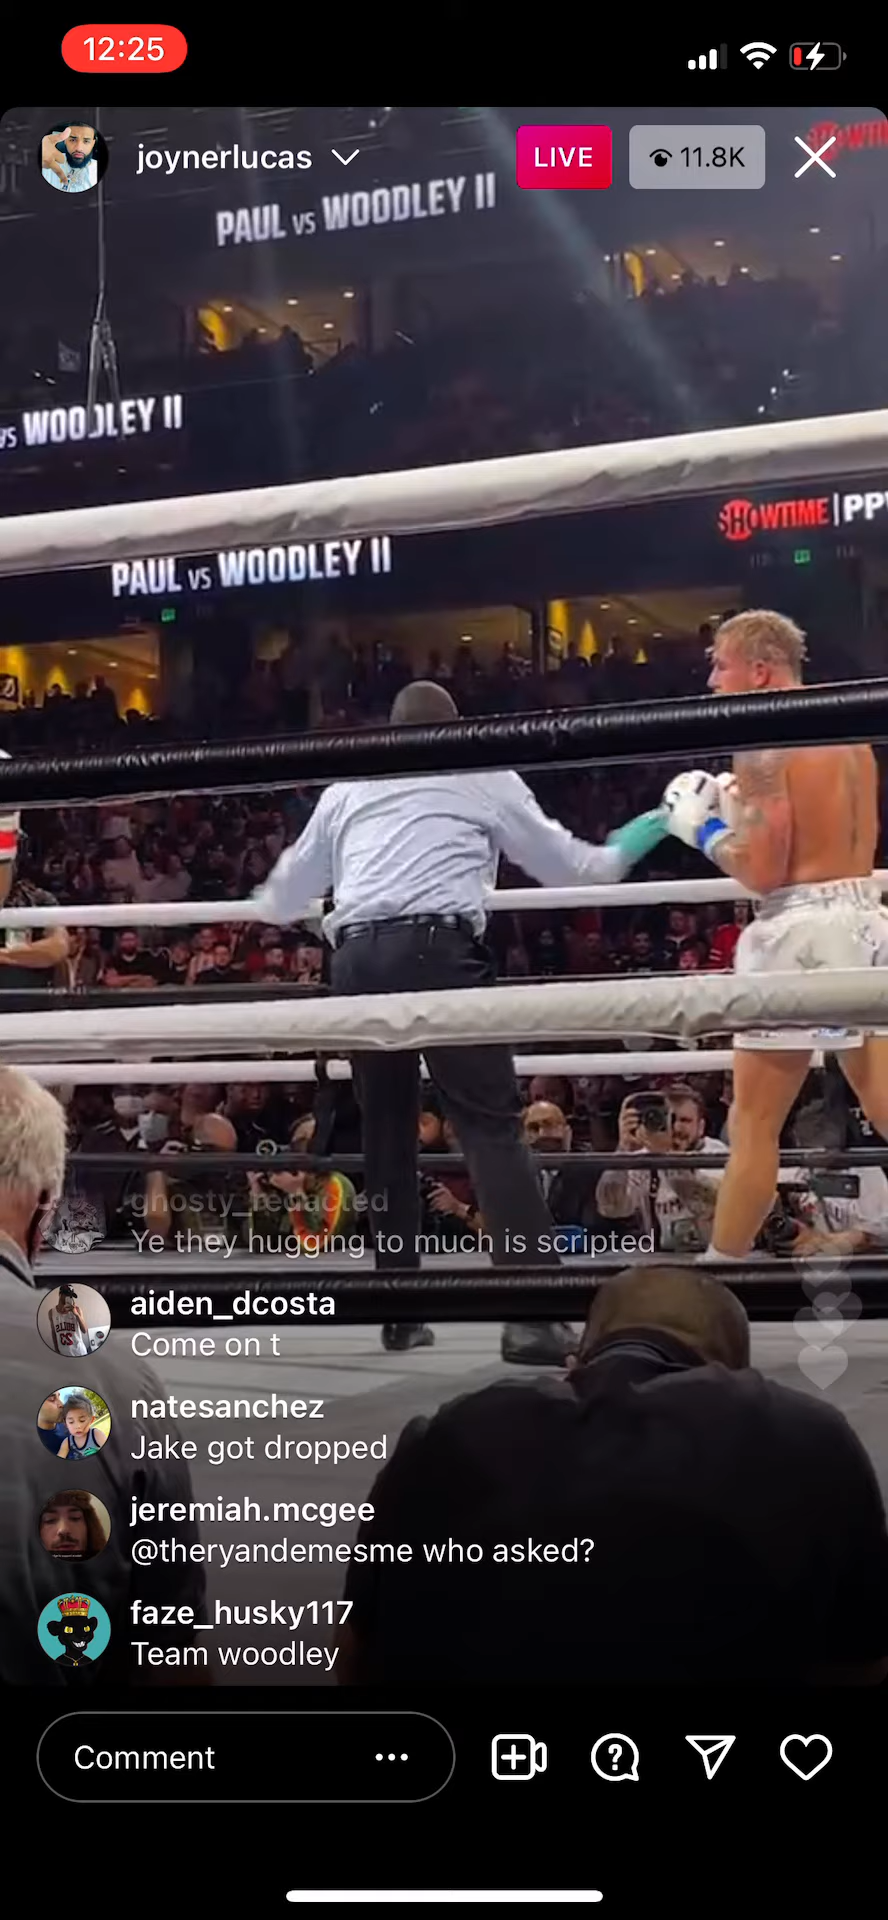 12:25
joynerlucas
LIVE
11.8K
PAUL VS WOODLEY II
VS WOODLEY II
SHOWTIME PP
PAUL VS WOODLEY II
ghosty_redacted
Ye they hugging to much is scripted
aiden_dcosta
Come on t
natesanchez
Jake got dropped
jeremiah.mcgee
@theryandemesme who asked?
faze_husky117
Team woodley
Comment